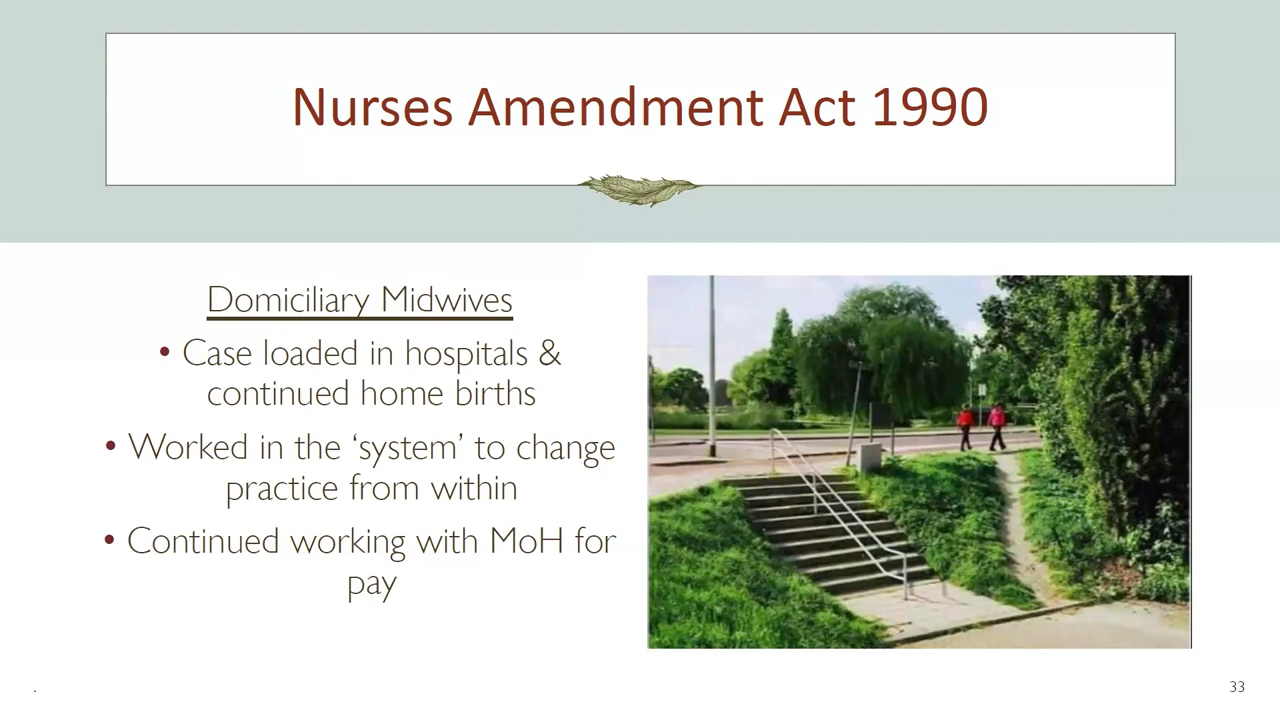 Nurses Amendment Act 1990
Domiciliary Midwives
• Case loaded in hospitals &
continued home births
• Worked in the ‘system’ to change
practice from within
• Continued working with MoH for
pay
.
33